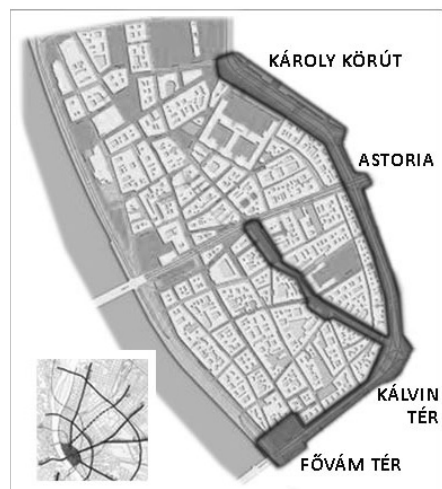 KÁROLY KÖRÚT
ASTORIA
KÁLVIN
TÉR
FŐVÁM TÉR